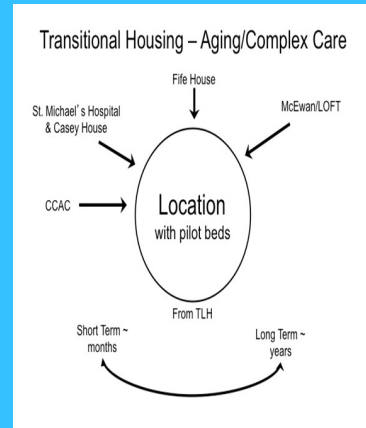 Transitional Housing – Aging/Complex Care
Fife House
St. Michael's Hospital
& Casey House
McEwan/LOFT
CCAC
Location
with pilot beds
From TLH
Short Term ~
months
Long Term ~
years